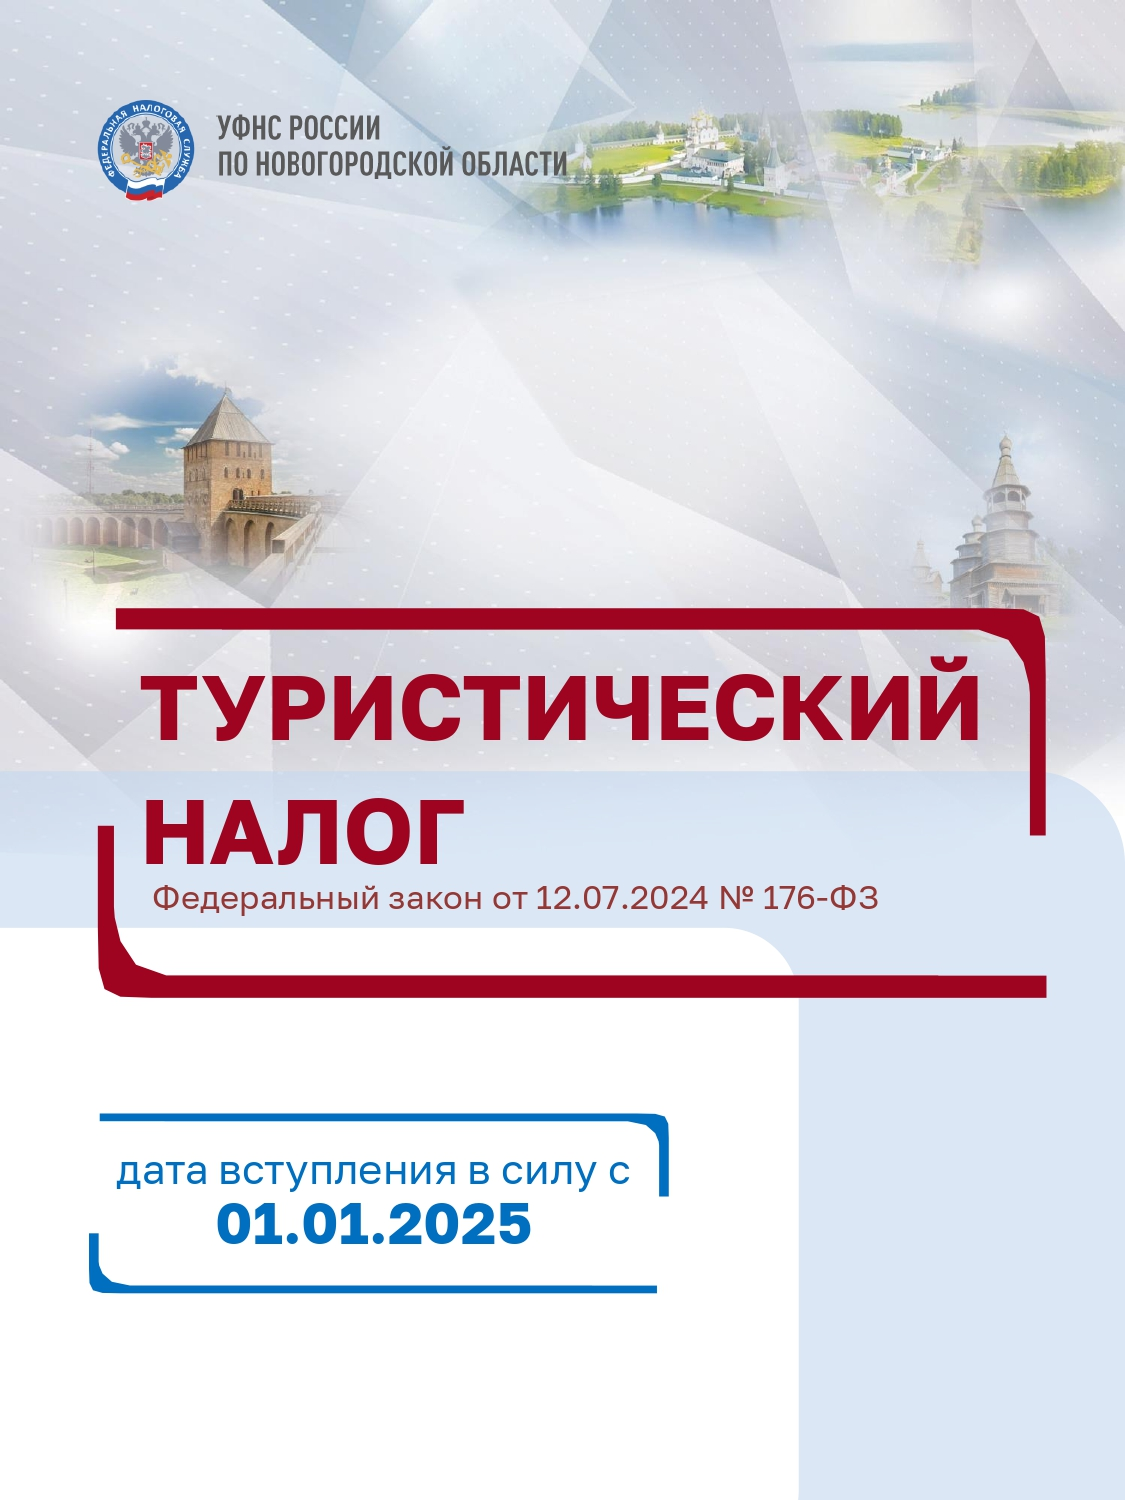 ФЕДЕРАЛЬНАЯ НАЛОГОВАЯ СЛУЖБА
УФНС РОССИИ
ПО НОВОГОРОДСКОЙ ОБЛАСТИ
ТУРИСТИЧЕСКИЙ
НАЛОГ
Федеральный закон от 12.07.2024 № 176-ФЗ
дата вступления в силу с
01.01.2025